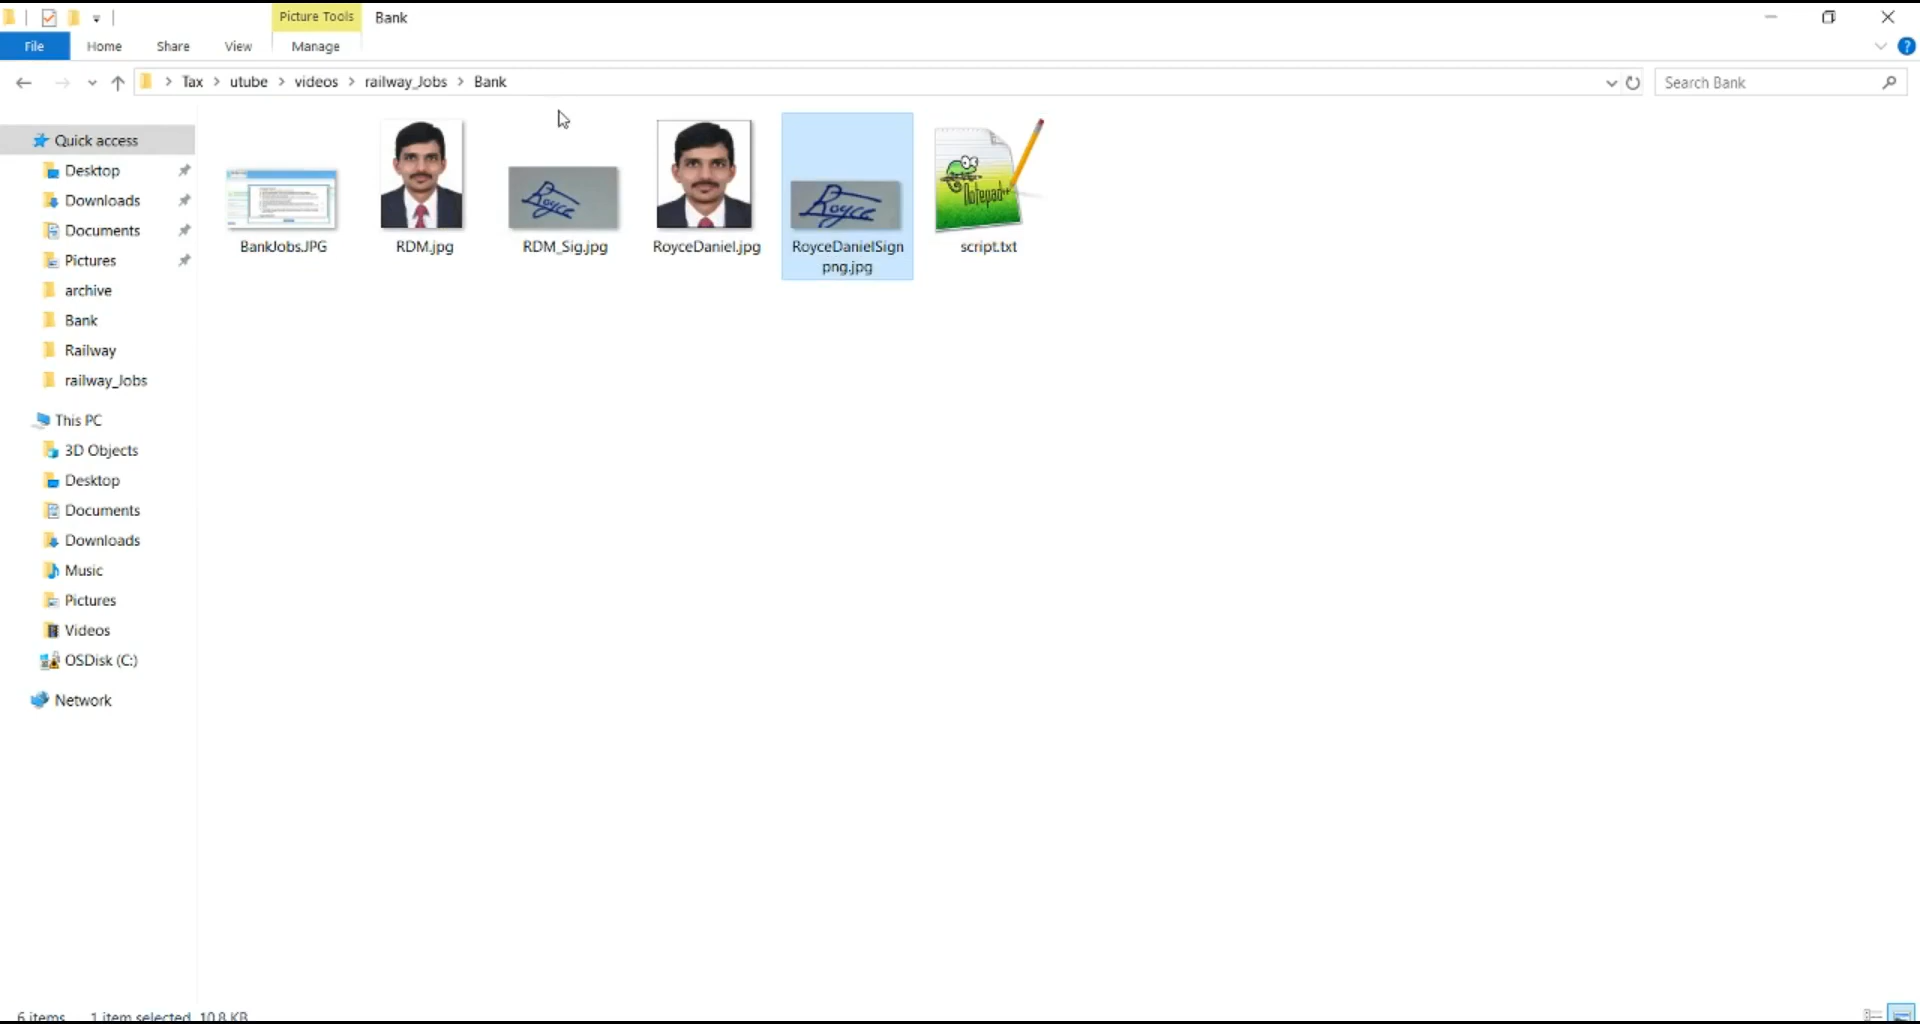 Picture Tools Bank
File Home Share View Manage
Tax utube videos railway_Jobs Bank
Search Bank
Quick access
Desktop
Downloads
Documents
Pictures
archive
Bank
Railway
railway_Jobs
This PC
3D Objects
Desktop
Documents
Downloads
Music
Pictures
Videos
OSDisk (C:)
Network
Royce
Royce
Notepad++
BankJobs.JPG RDM.jpg RDM_Sig.jpg RoyceDaniel.jpg RoyceDanielSign script.txt
png.jpg
6 items 1 item selected 10.8 KB